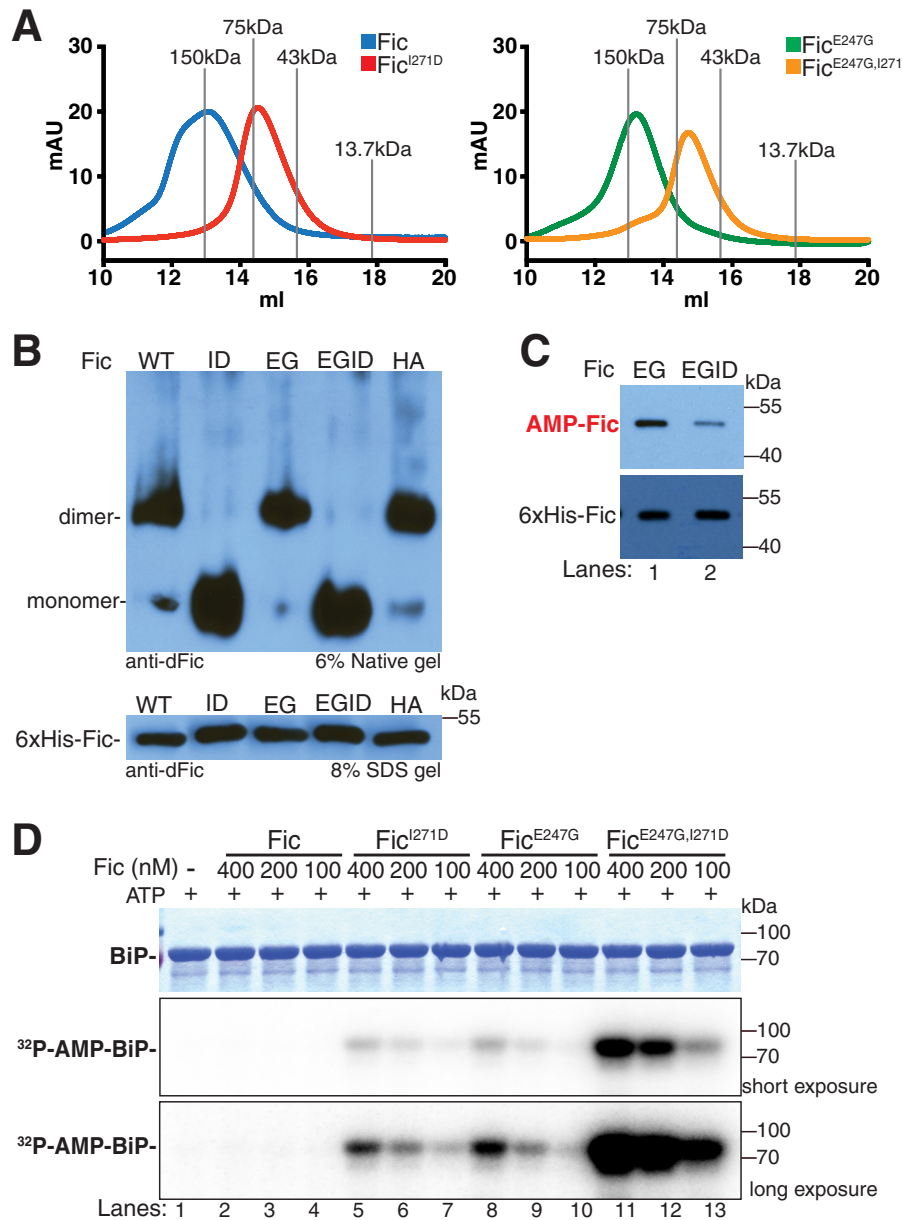 A
30
20
10
0
mAU
75kDa
150kDa
43kDa
13.7kDa
Fic
Fic^I271D
10 12 14 16 18 20
ml
30
20
10
0
mAU
75kDa
150kDa
43kDa
13.7kDa
Fic^E247G
Fic^E247G,I271
10 12 14 16 18 20
ml
B
Fic WT ID EG EGID HA
dimer-
monomer-
anti-dFic 6% Native gel
WT ID EG EGID HA kDa
55
6xHis-Fic-
anti-dFic 8% SDS gel
C
Fic EG EGID kDa
AMP-Fic
55
40
6xHis-Fic
55
40
Lanes: 1 2
D
Fic Fic^I271D Fic^E247G Fic^E247G,I271D
Fic (nM) - 400 200 100 400 200 100 400 200 100 400 200 100
ATP + + + + + + + + + + + + +
kDa
100
BiP- 70
100
³²P-AMP-BiP- 70
short exposure
100
³²P-AMP-BiP- 70
long exposure
Lanes: 1 2 3 4 5 6 7 8 9 10 11 12 13